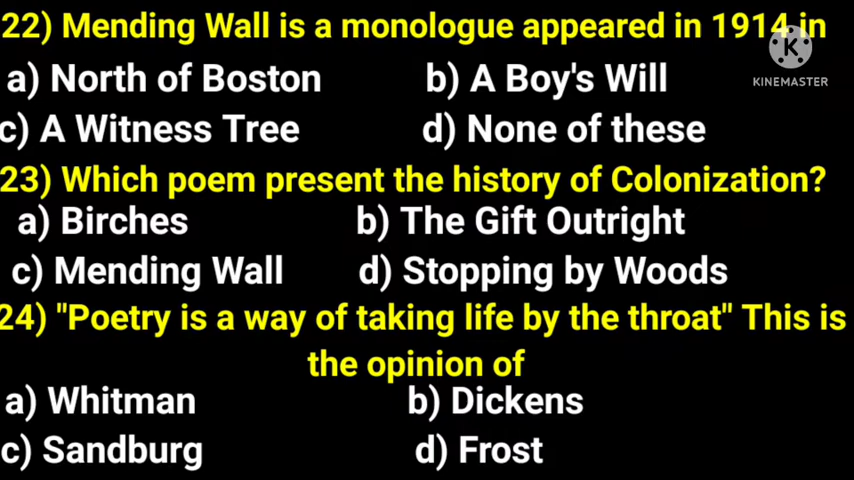 22) Mending Wall is a monologue appeared in 1914 in
a) North of Boston b) A Boy's Will
K
KINEMASTER
c) A Witness Tree d) None of these
23) Which poem present the history of Colonization?
a) Birches b) The Gift Outright
c) Mending Wall d) Stopping by Woods
24) "Poetry is a way of taking life by the throat" This is
the opinion of
a) Whitman b) Dickens
c) Sandburg d) Frost